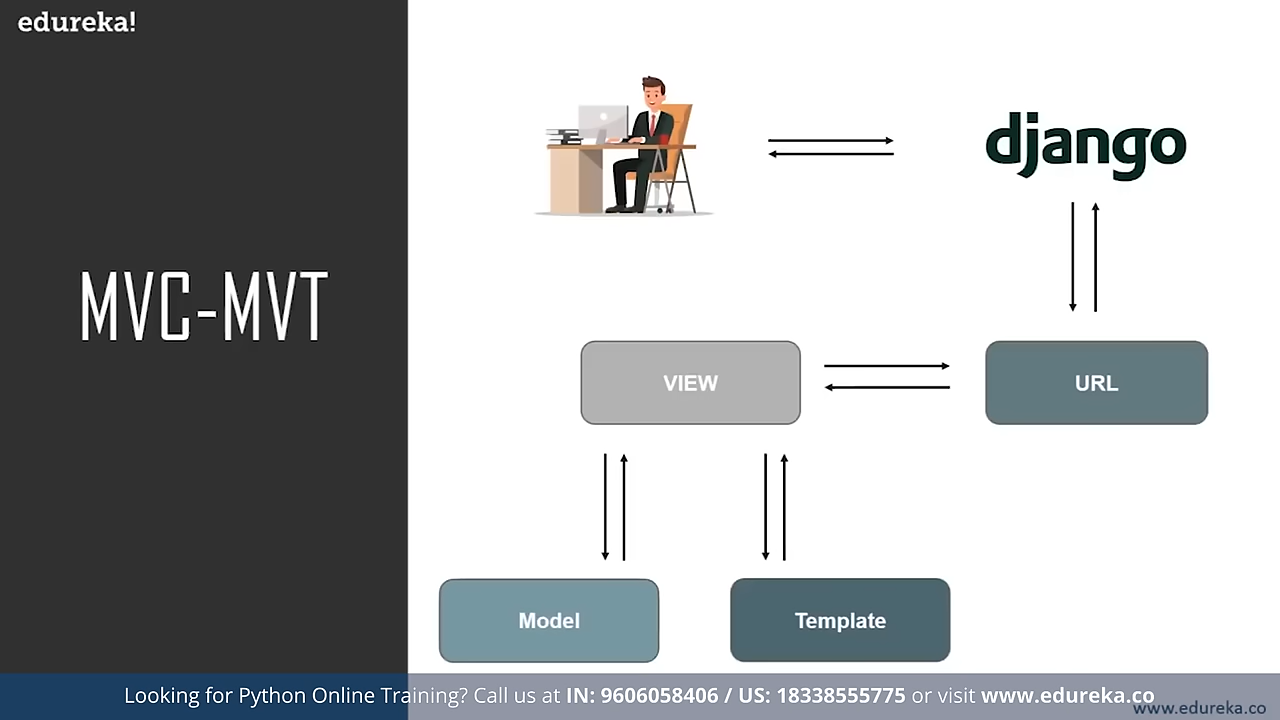 edureka!
MVC-MVT
django
VIEW
URL
Model
Template
Looking for Python Online Training? Call us at IN: 9606058406 / US: 18338555775 or visit www.edureka.co
www.edureka.co